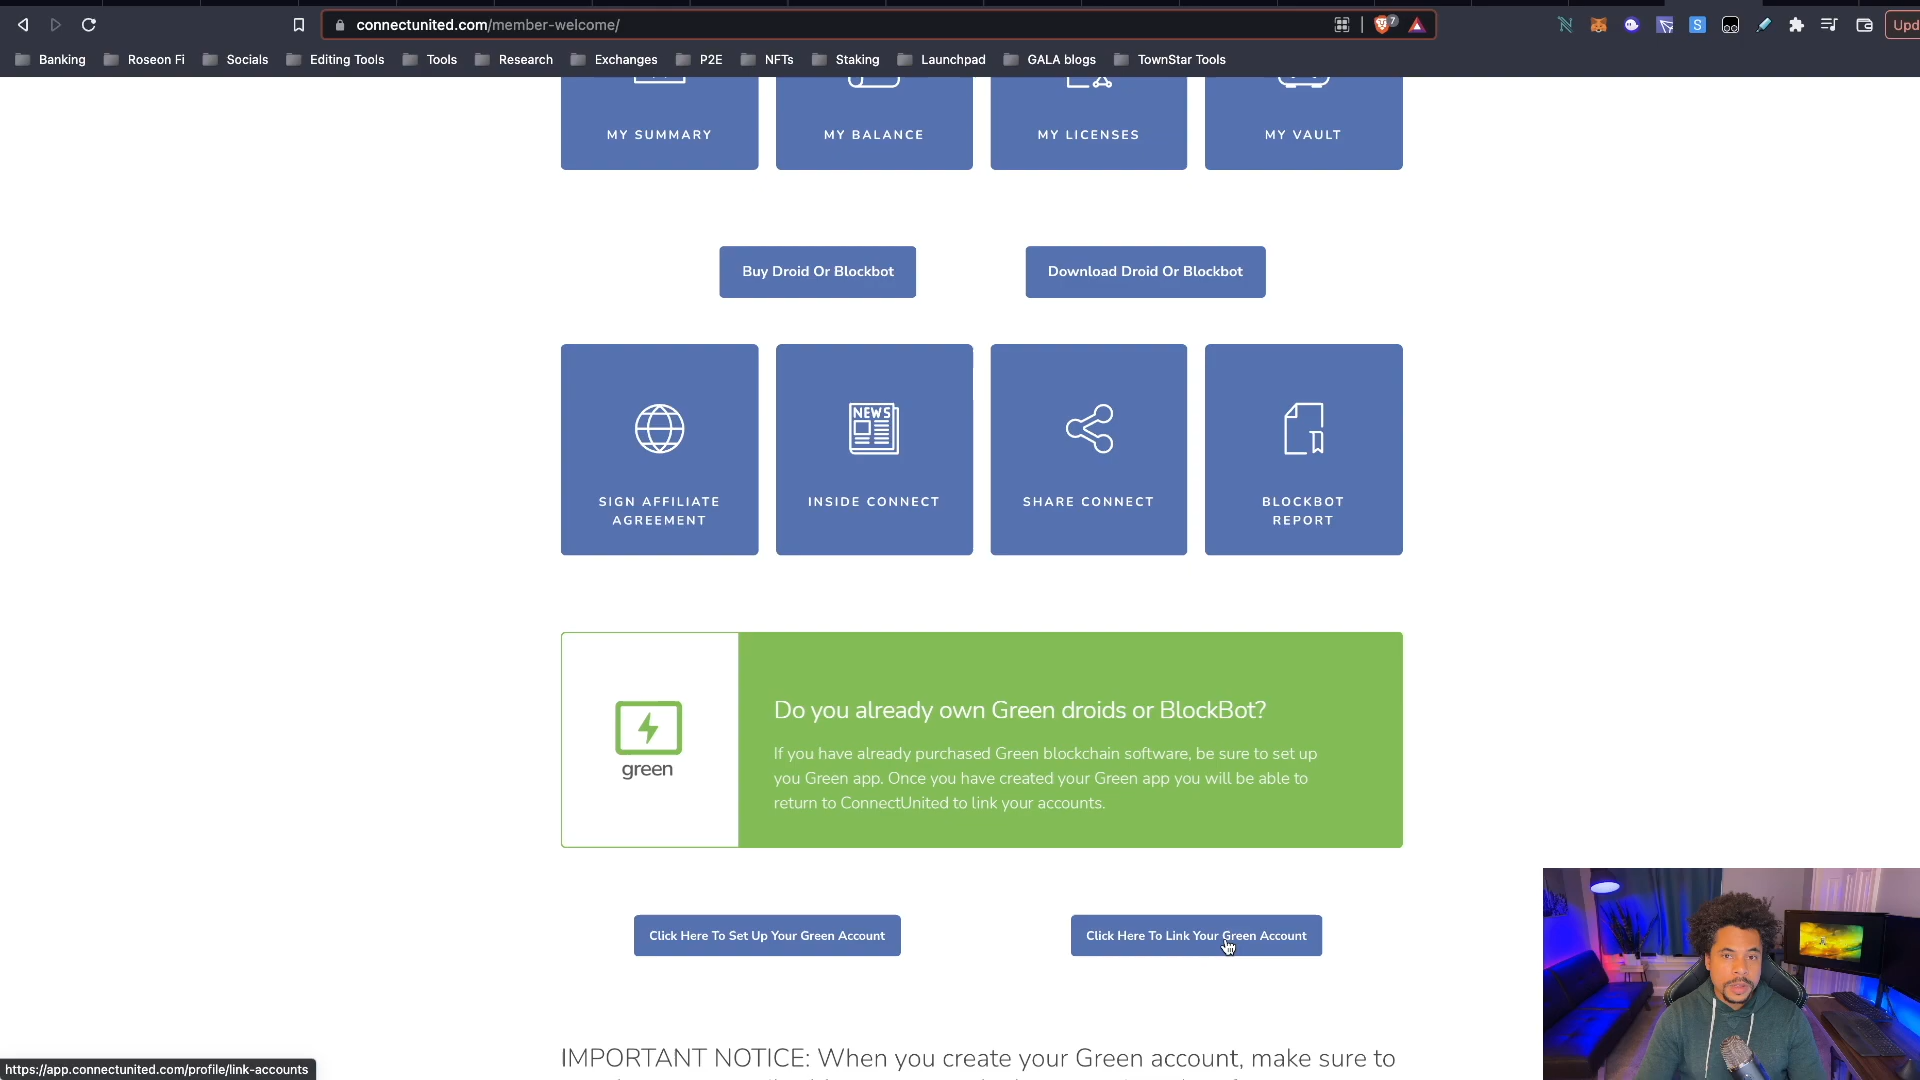 connectunited.com/member-welcome/
7
Upd
Banking Roseon Fi Socials Editing Tools Tools Research Exchanges P2E NFTs Staking Launchpad GALA blogs TownStar Tools
MY SUMMARY MY BALANCE MY LICENSES MY VAULT
Buy Droid Or Blockbot Download Droid Or Blockbot
NEWS
SIGN AFFILIATE AGREEMENT
INSIDE CONNECT
SHARE CONNECT
BLOCKBOT REPORT
green
Do you already own Green droids or BlockBot?
If you have already purchased Green blockchain software, be sure to set up
you Green app. Once you have created your Green app you will be able to
return to ConnectUnited to link your accounts.
Click Here To Set Up Your Green Account Click Here To Link Your Green Account
IMPORTANT NOTICE: When you create your Green account, make sure to
https://app.connectunited.com/profile/link-accounts